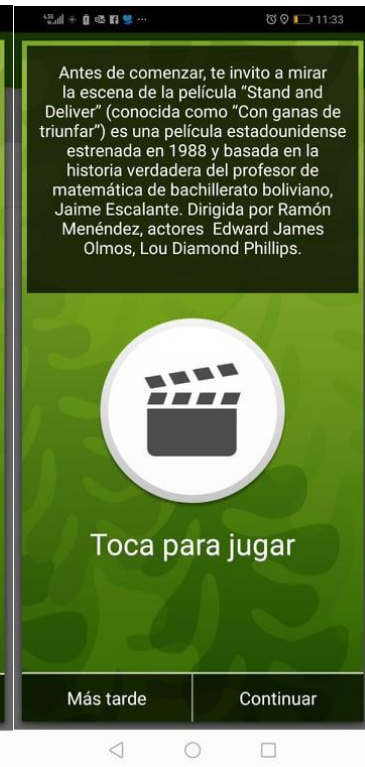 11:33
Antes de comenzar, te invito a mirar
la escena de la película “Stand and
Deliver” (conocida como “Con ganas de
triunfar”) es una película estadounidense
estrenada en 1988 y basada en la
historia verdadera del profesor de
matemática de bachillerato boliviano,
Jaime Escalante. Dirigida por Ramón
Menéndez, actores Edward James
Olmos, Lou Diamond Phillips.
Toca para jugar
Más tarde Continuar